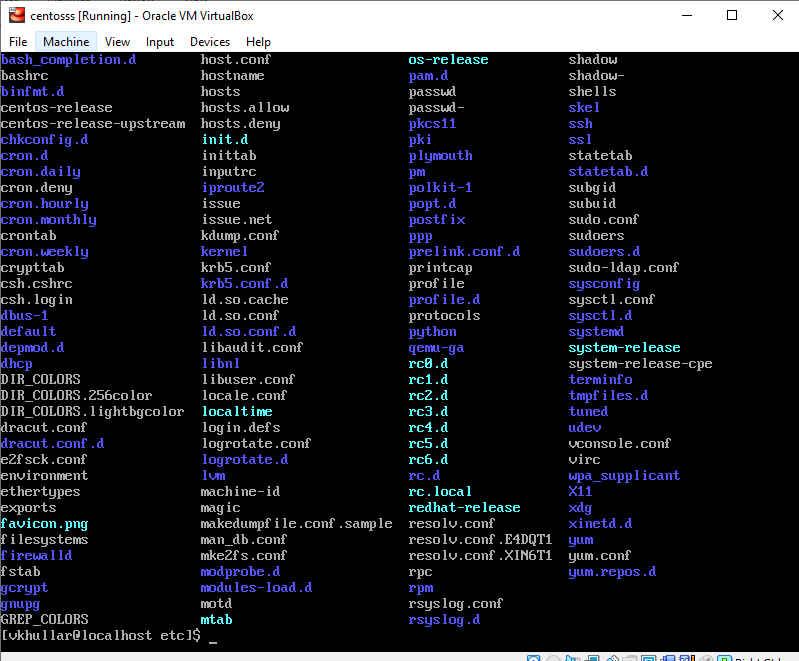 centosss [Running] - Oracle VM VirtualBox
File Machine View Input Devices Help
bash_completion.d host.conf os-release shadow
bashrc hostname pam.d shadow-
binfmt.d hosts passwd shells
centos-release hosts.allow passwd- skel
centos-release-upstream hosts.deny pkcs11 ssh
chkconfig.d init.d pki ssl
cron.d inittab plymouth statetab
cron.daily inputrc pm statetab.d
cron.deny iproute2 polkit-1 subgid
cron.hourly issue popt.d subuid
cron.monthly issue.net postfix sudo.conf
crontab kdump.conf ppp sudoers
cron.weekly kernel prelink.conf.d sudoers.d
crypttab krb5.conf printcap sudo-ldap.conf
csh.cshrc krb5.conf.d profile sysconfig
csh.login ld.so.cache profile.d sysctl.conf
dbus-1 ld.so.conf protocols sysctl.d
default ld.so.conf.d python systemd
depmod.d libaudit.conf qemu-ga system-release
dhcp libnl rc0.d system-release-cpe
DIR_COLORS libuser.conf rc1.d terminfo
DIR_COLORS.256color locale.conf rc2.d tmpfiles.d
DIR_COLORS.lightbgcolor localtime rc3.d tuned
dracut.conf login.defs rc4.d udev
dracut.conf.d logrotate.conf rc5.d vconsole.conf
e2fsck.conf logrotate.d rc6.d virc
environment lvm rc.d wpa_supplicant
ethertypes machine-id rc.local X11
exports magic redhat-release xdg
favicon.png makedumpfile.conf.sample resolv.conf xinetd.d
filesystems man_db.conf resolv.conf.E4DQT1 yum
firewalld mke2fs.conf resolv.conf.XIN6T1 yum.conf
fstab modprobe.d rpc yum.repos.d
gcrypt modules-load.d rpm
gnupg motd rsyslog.conf
GREP_COLORS mtab rsyslog.d
[vkhullar@localhost etc]$ _